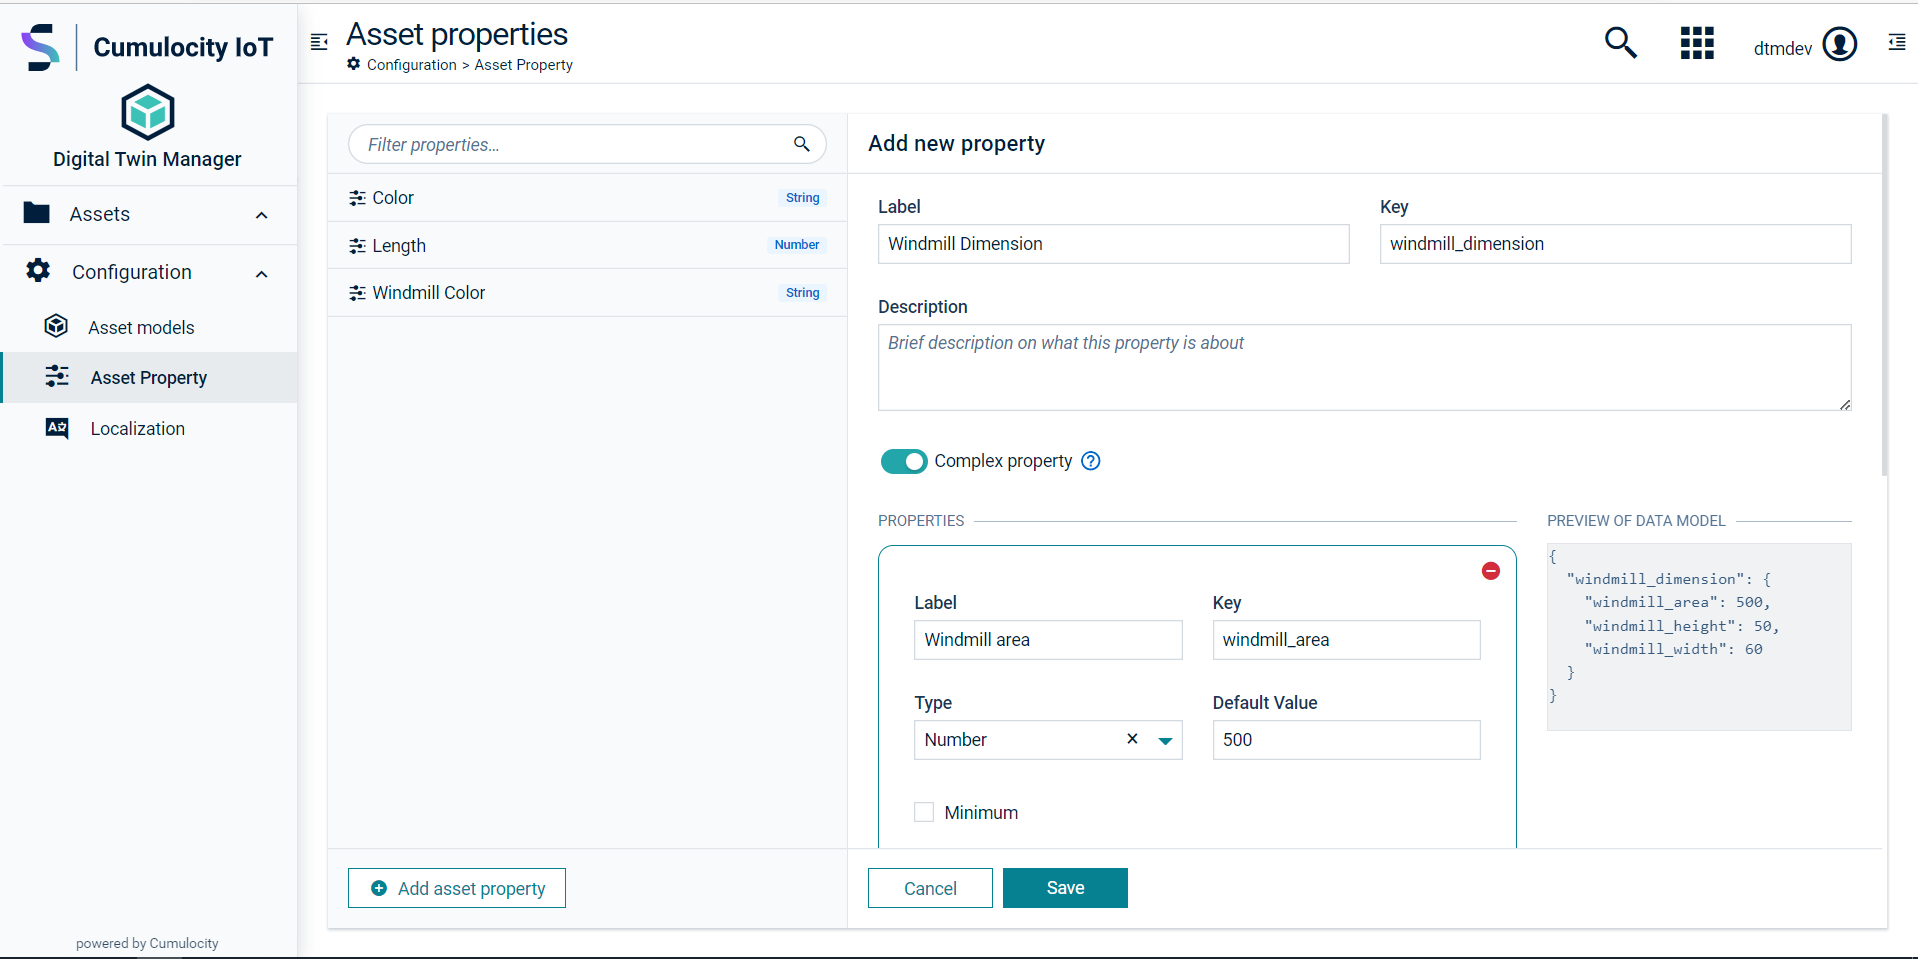 Cumulocity IoT
Digital Twin Manager
Assets
Configuration
Asset models
Asset Property
Localization
powered by Cumulocity
Asset properties
Configuration > Asset Property
dtmdev
Filter properties...
Color String
Length Number
Windmill Color String
Add asset property
Add new property
Label Key
Windmill Dimension windmill_dimension
Description
Brief description on what this property is about
Complex property ?
PROPERTIES
Label Key
Windmill area windmill_area
Type Default Value
Number × 500
Minimum
PREVIEW OF DATA MODEL
{
"windmill_dimension": {
"windmill_area": 500,
"windmill_height": 50,
"windmill_width": 60
}
}
Cancel Save